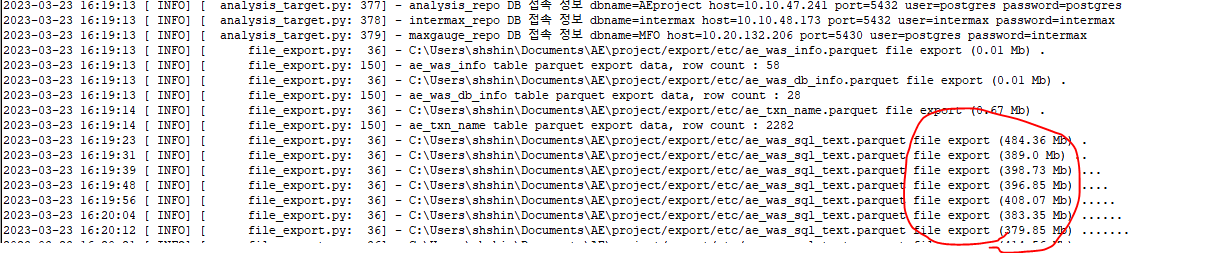 2023-03-23 16:19:13 [ INFO] [ analysis_target.py: 377] - analysis_repo DB 접속 정보 dbname=AEproject host=10.10.47.241 port=5432 user=postgres password=postgres
2023-03-23 16:19:13 [ INFO] [ analysis_target.py: 378] - intermax_repo DB 접속 정보 dbname=intermax host=10.10.48.173 port=5432 user=intermax password=intermax
2023-03-23 16:19:13 [ INFO] [ analysis_target.py: 379] - maxgauge_repo DB 접속 정보 dbname=MFO host=10.20.132.206 port=5430 user=postgres password=intermax
2023-03-23 16:19:13 [ INFO] [ file_export.py: 36] - C:\Users\shshin\Documents\AE\project/export/etc/ae_was_info.parquet file export (0.01 Mb) .
2023-03-23 16:19:13 [ INFO] [ file_export.py: 150] - ae_was_info table parquet export data, row count : 58
2023-03-23 16:19:13 [ INFO] [ file_export.py: 36] - C:\Users\shshin\Documents\AE\project/export/etc/ae_was_db_info.parquet file export (0.01 Mb) .
2023-03-23 16:19:13 [ INFO] [ file_export.py: 150] - ae_was_db_info table parquet export data, row count : 28
2023-03-23 16:19:14 [ INFO] [ file_export.py: 36] - C:\Users\shshin\Documents\AE\project/export/etc/ae_txn_name.parquet file export (0.67 Mb) .
2023-03-23 16:19:14 [ INFO] [ file_export.py: 150] - ae_txn_name table parquet export data, row count : 2282
2023-03-23 16:19:23 [ INFO] [ file_export.py: 36] - C:\Users\shshin\Documents\AE\project/export/etc/ae_was_sql_text.parquet file export (484.36 Mb) .
2023-03-23 16:19:31 [ INFO] [ file_export.py: 36] - C:\Users\shshin\Documents\AE\project/export/etc/ae_was_sql_text.parquet file export (389.0 Mb) ..
2023-03-23 16:19:39 [ INFO] [ file_export.py: 36] - C:\Users\shshin\Documents\AE\project/export/etc/ae_was_sql_text.parquet file export (398.73 Mb) ...
2023-03-23 16:19:48 [ INFO] [ file_export.py: 36] - C:\Users\shshin\Documents\AE\project/export/etc/ae_was_sql_text.parquet file export (396.85 Mb) ....
2023-03-23 16:19:56 [ INFO] [ file_export.py: 36] - C:\Users\shshin\Documents\AE\project/export/etc/ae_was_sql_text.parquet file export (408.07 Mb) .....
2023-03-23 16:20:04 [ INFO] [ file_export.py: 36] - C:\Users\shshin\Documents\AE\project/export/etc/ae_was_sql_text.parquet file export (383.35 Mb) ......
2023-03-23 16:20:12 [ INFO] [ file_export.py: 36] - C:\Users\shshin\Documents\AE\project/export/etc/ae_was_sql_text.parquet file export (379.85 Mb) .......